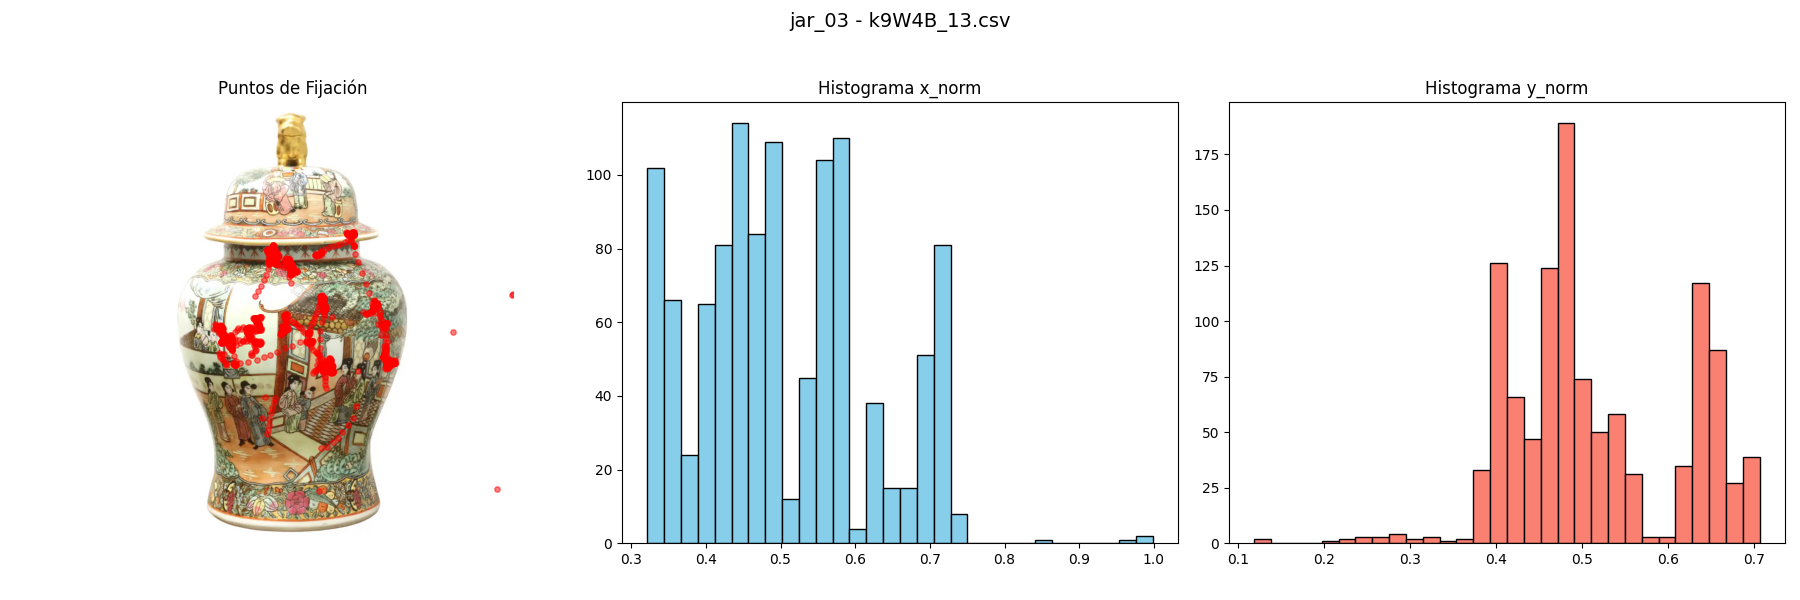 jar_03 - k9W4B_13.csv
Puntos de Fijación
Histograma x_norm
100
80
60
40
20
0
0.3 0.4 0.5 0.6 0.7 0.8 0.9 1.0
Histograma y_norm
175
150
125
100
75
50
25
0
0.1 0.2 0.3 0.4 0.5 0.6 0.7